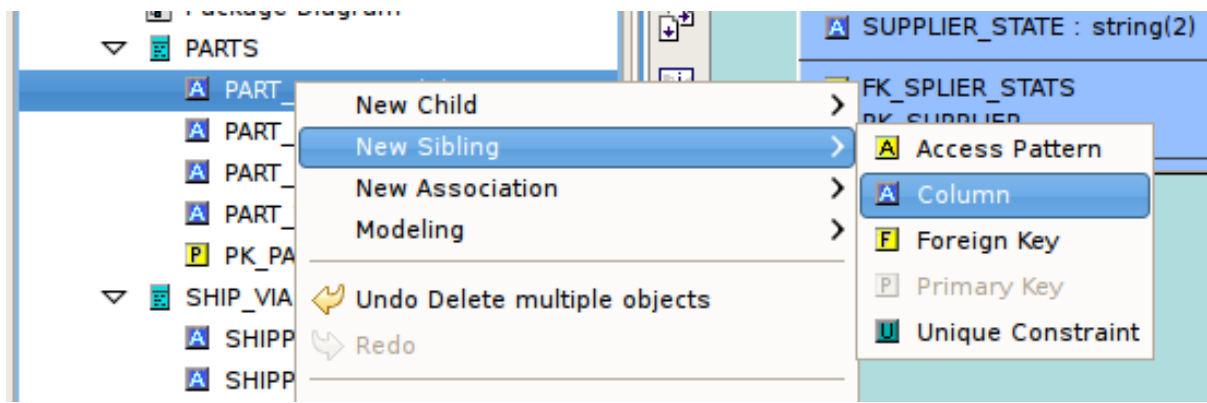 Package Diagram
PARTS
PART_
PART_
PART_
PART_
PK_PA
SHIP_VIA
SHIPP
SHIPP
New Child
New Sibling
New Association
Modeling
Undo Delete multiple objects
Redo
SUPPLIER_STATE : string(2)
FK_SPLIER_STATS
PK_SUPPLIER
Access Pattern
Column
Foreign Key
Primary Key
Unique Constraint